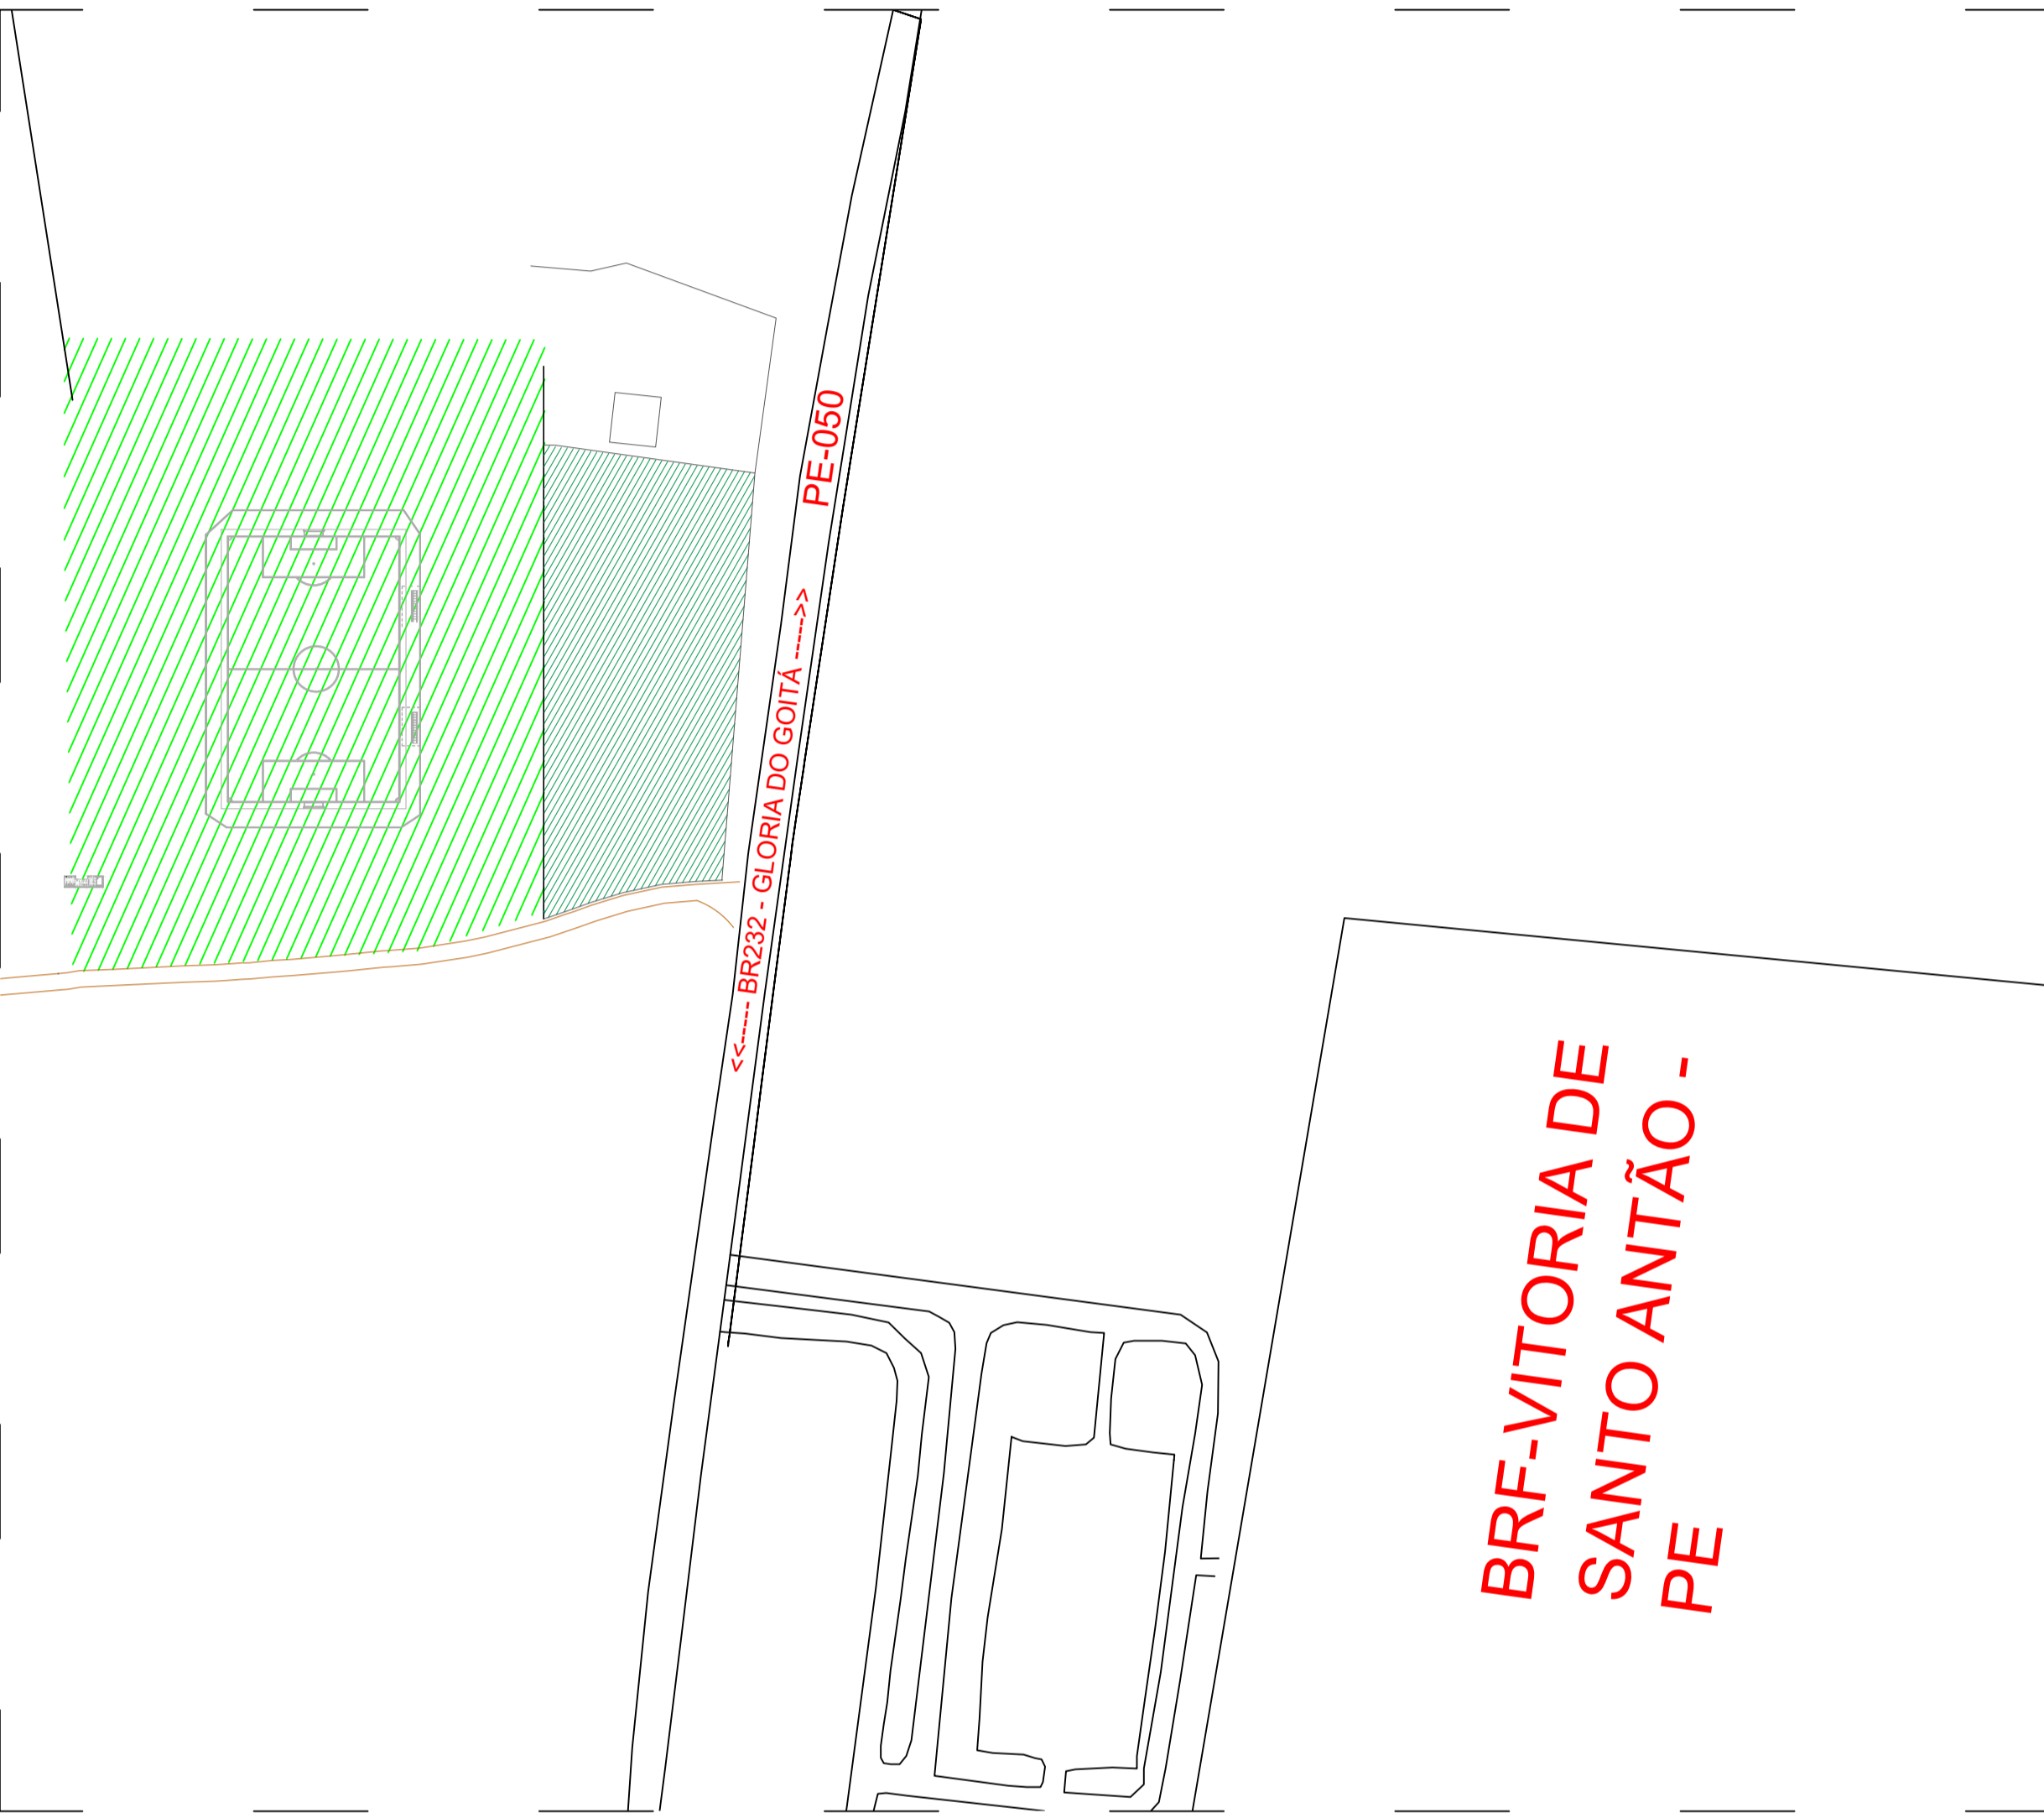 PE-050
<<------ BR232 - GLORIA DO GOITÁ ------>>
BRF-VITORIA DE
SANTO ANTÃO -
PE